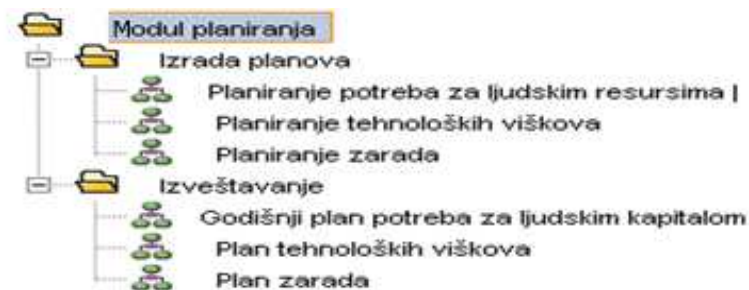 Modul planiranja
Izrada planova
Planiranje potreba za ljudskim resursima |
Planiranje tehnoloških viškova
Planiranje zarada
Izveštavanje
Godišnji plan potreba za ljudskim kapitalom
Plan tehnoloških viškova
Plan zarada